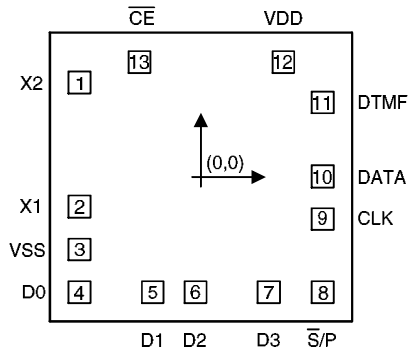 C̅E̅ VDD
13 12
X2 1
11 DTMF
(0,0)
10 DATA
X1 2
9 CLK
VSS 3
D0 4 5 6 7 8
D1 D2 D3 S̅/P